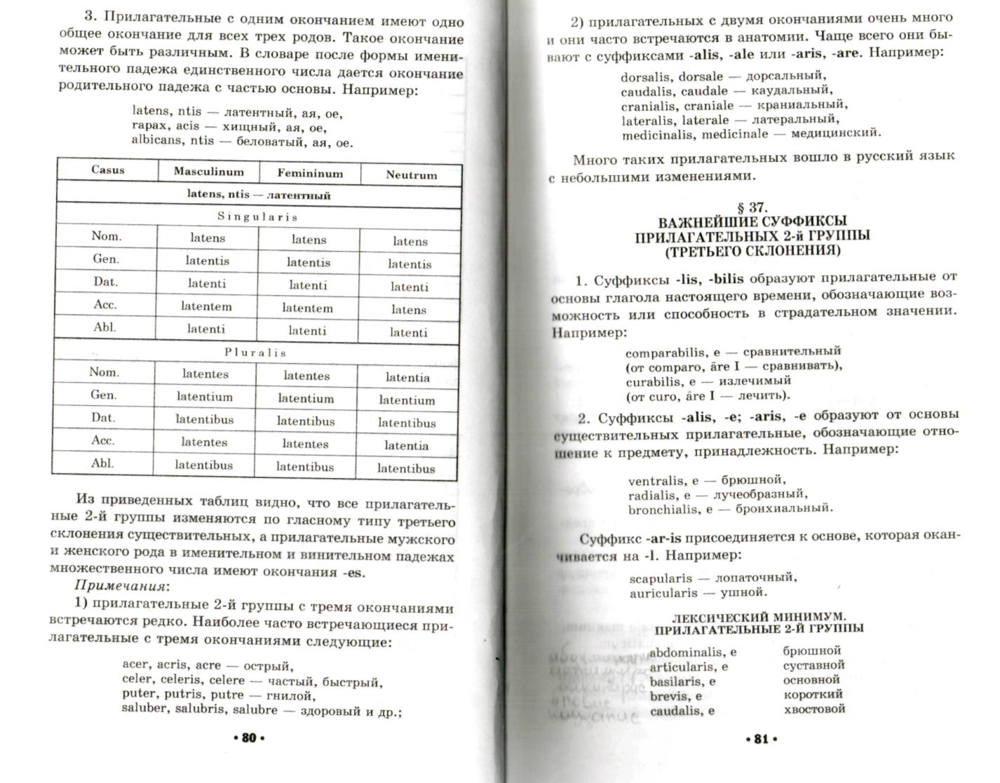 3. Прилагательные с одним окончанием имеют одно
общее окончание для всех трех родов. Такое окончание
может быть различным. В словаре после формы имени-
тельного падежа единственного числа дается окончание
родительного падежа с частью основы. Например:
latens, ntis — латентный, ая, ое,
rapax, acis — хищный, ая, ое,
albicans, ntis — беловатый, ая, ое.
Casus Masculinum Femininum Neutrum
latens, ntis — латентный
Singularis
Nom. latens latens latens
Gen. latentis latentis latentis
Dat. latenti latenti latenti
Acc. latentem latentem latens
Abl. latenti latenti latenti
Pluralis
Nom. latentes latentes latentia
Gen. latentium latentium latentium
Dat. latentibus latentibus latentibus
Acc. latentes latentes latentia
Abl. latentibus latentibus latentibus
Из приведенных таблиц видно, что все прилагатель-
ные 2-й группы изменяются по гласному типу третьего
склонения существительных, а прилагательные мужского
и женского рода в именительном и винительном падежах
множественного числа имеют окончания -es.
Примечания:
1) прилагательные 2-й группы с тремя окончаниями
встречаются редко. Наиболее часто встречающиеся при-
лагательные с тремя окончаниями следующие:
acer, acris, acre — острый,
celer, celeris, celere — частый, быстрый,
puter, putris, putre — гнилой,
saluber, salubris, salubre — здоровый и др.;
• 80 •
2) прилагательных с двумя окончаниями очень много
и они часто встречаются в анатомии. Чаще всего они бы-
вают с суффиксами -alis, -ale или -aris, -are. Например:
dorsalis, dorsale — дорсальный,
caudalis, caudale — каудальный,
cranialis, craniale — краниальный,
lateralis, laterale — латеральный,
medicinalis, medicinale — медицинский.
Много таких прилагательных вошло в русский язык
с небольшими изменениями.
§ 37.
ВАЖНЕЙШИЕ СУФФИКСЫ
ПРИЛАГАТЕЛЬНЫХ 2-й ГРУППЫ
(ТРЕТЬЕГО СКЛОНЕНИЯ)
1. Суффиксы -lis, -bilis образуют прилагательные от
основы глагола настоящего времени, обозначающие воз-
можность или способность в страдательном значении.
Например:
comparabilis, e — сравнительный
(от comparo, āre I — сравнивать),
curabilis, e — излечимый
(от curo, āre I — лечить).
2. Суффиксы -alis, -e; -aris, -e образуют от основы
существительных прилагательные, обозначающие отно-
шение к предмету, принадлежность. Например:
ventralis, e — брюшной,
radialis, e — лучеобразный,
bronchialis, e — бронхиальный.
Суффикс -ar-is присоединяется к основе, которая окан-
чивается на -l. Например:
scapularis — лопаточный,
auricularis — ушной.
ЛЕКСИЧЕСКИЙ МИНИМУМ.
ПРИЛАГАТЕЛЬНЫЕ 2-Й ГРУППЫ
abdominalis, e брюшной
articularis, e суставной
basilaris, e основной
brevis, e короткий
caudalis, e хвостовой
• 81 •